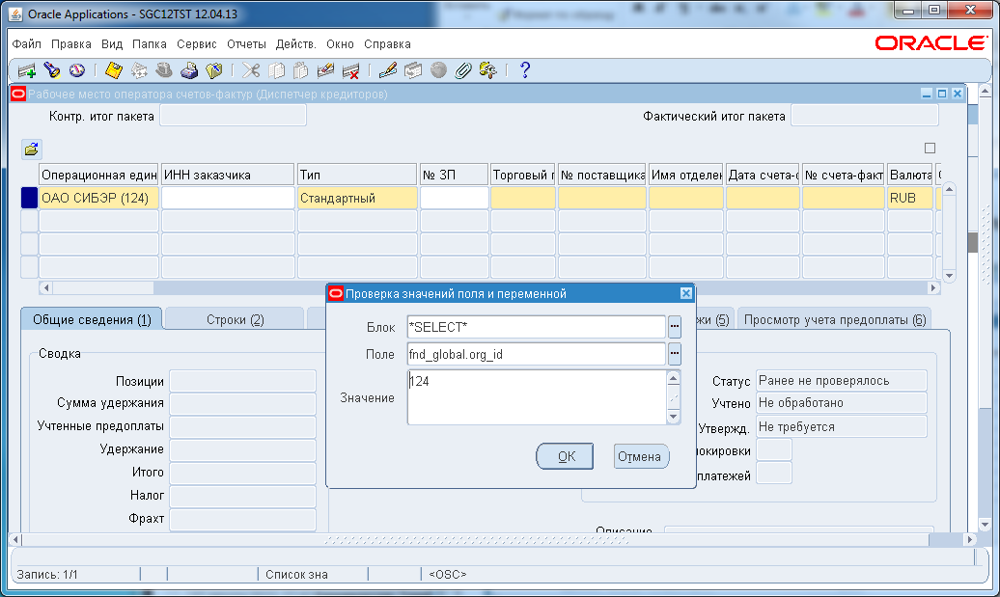 Oracle Applications - SGC12TST 12.04.13
Файл Правка Вид Папка Сервис Отчеты Действ. Окно Справка
ORACLE
Рабочее место оператора счетов-фактур (Диспетчер кредиторов)
Контр. итог пакета Фактический итог пакета
Операционная един ИНН заказчика Тип № ЗП Торговый п № поставщика Имя отделен Дата счета-ф № счета-факт Валюта
ОАО СИБЭР (124) Стандартный RUB
Проверка значений поля и переменной
Общие сведения (1) Строки (2) ки (5) Просмотр учета предоплаты (6)
Блок *SELECT*
Поле fnd_global.org_id
Значение 124
OK Отмена
Сводка
Позиции
Сумма удержания
Учтенные предоплаты
Удержание
Итого
Налог
Фрахт
Статус Ранее не проверялось
Учтено Не обработано
Утвержд. Не требуется
локировки
платежей
Описание
Запись: 1/1 Список зна <OSC>